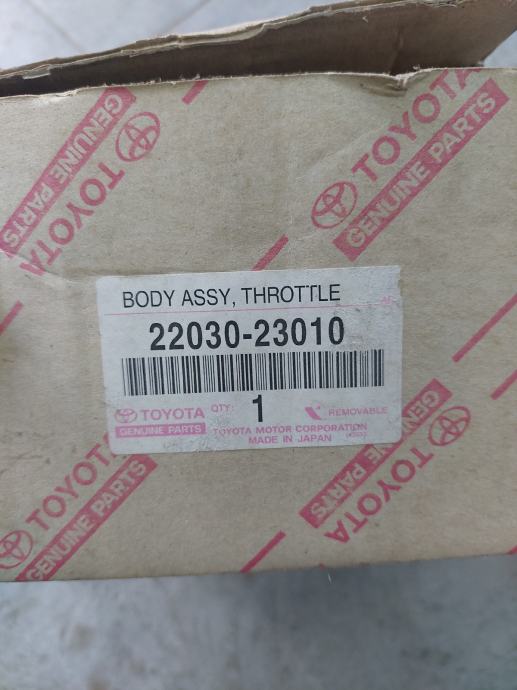 GENUINE PARTS
TOYOTA
TOYOTA
GENUINE PARTS
BODY ASSY, THROTTLE
22030-23010
TOYOTA
GENUINE PARTS
QTY:
1
REMOVABLE
TOYOTA MOTOR CORPORATION
MADE IN JAPAN
TOYOTA
GENUINE PARTS
GENUINE PARTS
TOYOTA